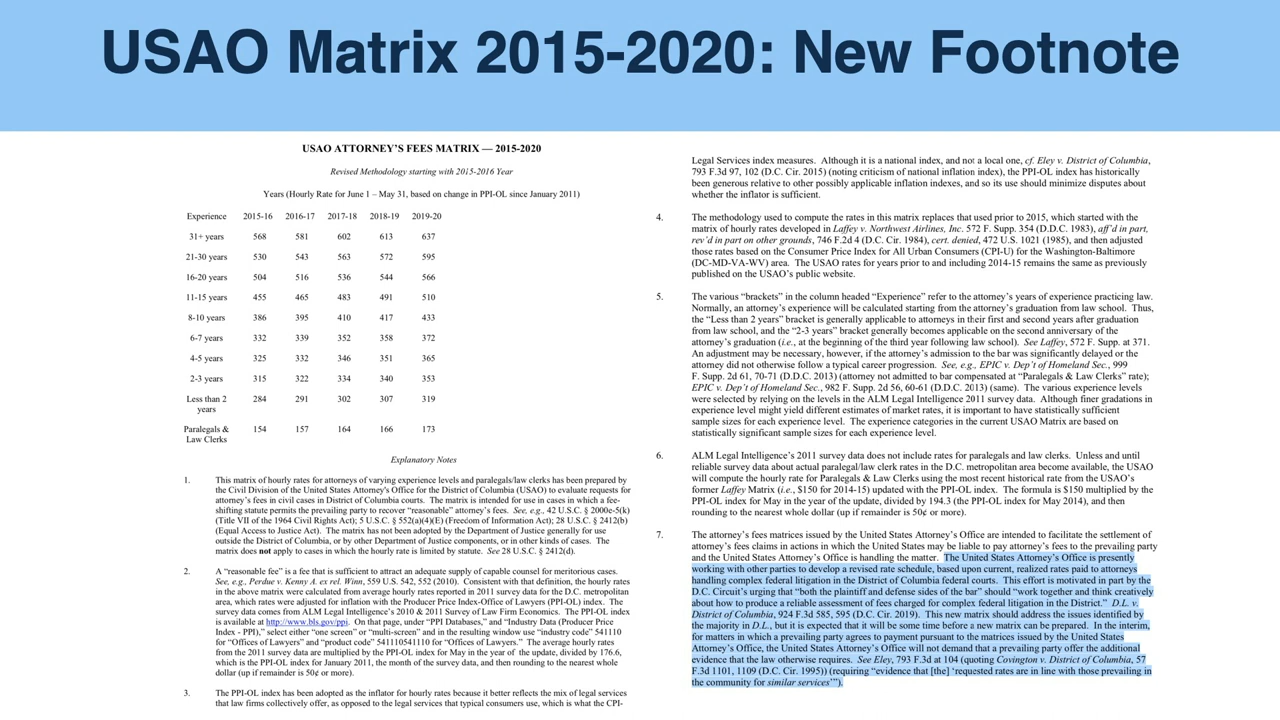 USAO Matrix 2015-2020: New Footnote
USAO ATTORNEY'S FEES MATRIX — 2015-2020
Revised Methodology starting with 2015-2016 Year
Years (Hourly Rate for June 1 – May 31, based on change in PPI-OL since January 2011)
Experience 2015-16 2016-17 2017-18 2018-19 2019-20
31+ years 568 581 602 613 637
21-30 years 530 543 563 572 595
16-20 years 504 516 536 544 566
11-15 years 455 465 483 491 510
8-10 years 386 395 410 417 433
6-7 years 332 339 352 358 372
4-5 years 325 332 346 351 365
2-3 years 315 322 334 340 353
Less than 2 284 291 302 307 319
years
Paralegals & 154 157 164 166 173
Law Clerks
Explanatory Notes
1. This matrix of hourly rates for attorneys of varying experience levels and paralegals/law clerks has been prepared by
the Civil Division of the United States Attorney's Office for the District of Columbia (USAO) to evaluate requests for
attorney's fees in civil cases in District of Columbia courts. The matrix is intended for use in cases in which a fee-
shifting statute permits the prevailing party to recover "reasonable" attorney's fees. See, e.g., 42 U.S.C. § 2000e-5(k)
(Title VII of the 1964 Civil Rights Act); 5 U.S.C. § 552(a)(4)(E) (Freedom of Information Act); 28 U.S.C. § 2412(b)
(Equal Access to Justice Act). The matrix has not been adopted by the Department of Justice generally for use
outside the District of Columbia, or by other Department of Justice components, or in other kinds of cases. The
matrix does not apply to cases in which the hourly rate is limited by statute. See 28 U.S.C. § 2412(d).
2. A "reasonable fee" is a fee that is sufficient to attract an adequate supply of capable counsel for meritorious cases.
See, e.g., Perdue v. Kenny A. ex rel. Winn, 559 U.S. 542, 552 (2010). Consistent with that definition, the hourly rates
in the above matrix were calculated from average hourly rates reported in 2011 survey data for the D.C. metropolitan
area, which rates were adjusted for inflation with the Producer Price Index-Office of Lawyers (PPI-OL) index. The
survey data comes from ALM Legal Intelligence's 2010 & 2011 Survey of Law Firm Economics. The PPI-OL index
is available at http://www.bls.gov/ppi. On that page, under "PPI Databases," and "Industry Data (Producer Price
Index - PPI)," select either "one screen" or "multi-screen" and in the resulting window use "industry code" 541110
for "Offices of Lawyers" and "product code" 541110541110 for "Offices of Lawyers." The average hourly rates
from the 2011 survey data are multiplied by the PPI-OL index for May in the year of the update, divided by 176.6,
which is the PPI-OL index for January 2011, the month of the survey data, and then rounding to the nearest whole
dollar (up if remainder is 50¢ or more).
3. The PPI-OL index has been adopted as the inflator for hourly rates because it better reflects the mix of legal services
that law firms collectively offer, as opposed to the legal services that typical consumers use, which is what the CPI-
Legal Services index measures. Although it is a national index, and not a local one, cf. Eley v. District of Columbia,
793 F.3d 97, 102 (D.C. Cir. 2015) (noting criticism of national inflation index), the PPI-OL index has historically
been generous relative to other possibly applicable inflation indexes, and so its use should minimize disputes about
whether the inflator is sufficient.
4. The methodology used to compute the rates in this matrix replaces that used prior to 2015, which started with the
matrix of hourly rates developed in Laffey v. Northwest Airlines, Inc. 572 F. Supp. 354 (D.D.C. 1983), aff'd in part,
rev'd in part on other grounds, 746 F.2d 4 (D.C. Cir. 1984), cert. denied, 472 U.S. 1021 (1985), and then adjusted
those rates based on the Consumer Price Index for All Urban Consumers (CPI-U) for the Washington-Baltimore
(DC-MD-VA-WV) area. The USAO rates for years prior to and including 2014-15 remains the same as previously
published on the USAO's public website.
5. The various "brackets" in the column headed "Experience" refer to the attorney's years of experience practicing law.
Normally, an attorney's experience will be calculated starting from the attorney's graduation from law school. Thus,
the "Less than 2 years" bracket is generally applicable to attorneys in their first and second years after graduation
from law school, and the "2-3 years" bracket generally becomes applicable on the second anniversary of the
attorney's graduation (i.e., at the beginning of the third year following law school). See Laffey, 572 F. Supp. at 371.
An adjustment may be necessary, however, if the attorney's admission to the bar was significantly delayed or the
attorney did not otherwise follow a typical career progression. See, e.g., EPIC v. Dep't of Homeland Sec., 999
F. Supp. 2d 61, 70-71 (D.D.C. 2013) (attorney not admitted to bar compensated at "Paralegals & Law Clerks" rate);
EPIC v. Dep't of Homeland Sec., 982 F. Supp. 2d 56, 60-61 (D.D.C. 2013) (same). The various experience levels
were selected by relying on the levels in the ALM Legal Intelligence 2011 survey data. Although finer gradations in
experience level might yield different estimates of market rates, it is important to have statistically sufficient
sample sizes for each experience level. The experience categories in the current USAO Matrix are based on
statistically significant sample sizes for each experience level.
6. ALM Legal Intelligence's 2011 survey data does not include rates for paralegals and law clerks. Unless and until
reliable survey data about actual paralegal/law clerk rates in the D.C. metropolitan area become available, the USAO
will compute the hourly rate for Paralegals & Law Clerks using the most recent historical rate from the USAO's
former Laffey Matrix (i.e., $150 for 2014-15) updated with the PPI-OL index. The formula is $150 multiplied by the
PPI-OL index for May in the year of the update, divided by 194.3 (the PPI-OL index for May 2014), and then
rounding to the nearest whole dollar (up if remainder is 50¢ or more).
7. The attorney's fees matrices issued by the United States Attorney's Office are intended to facilitate the settlement of
attorney's fees claims in actions in which the United States may be liable to pay attorney's fees to the prevailing party
and the United States Attorney's Office is handling the matter. The United States Attorney's Office is presently
working with other parties to develop a revised rate schedule, based upon current, realized rates paid to attorneys
handling complex federal litigation in the District of Columbia federal courts. This effort is motivated in part by the
D.C. Circuit's urging that "both the plaintiff and defense sides of the bar" should "work together and think creatively
about how to produce a reliable assessment of fees charged for complex federal litigation in the District." D.L. v.
District of Columbia, 924 F.3d 585, 595 (D.C. Cir. 2019). This new matrix should address the issues identified by
the majority in D.L., but it is expected that it will be some time before a new matrix can be prepared. In the interim,
for matters in which a prevailing party agrees to payment pursuant to the matrices issued by the United States
Attorney's Office, the United States Attorney's Office will not demand that a prevailing party offer the additional
evidence that the law otherwise requires. See Eley, 793 F.3d at 104 (quoting Covington v. District of Columbia, 57
F.3d 1101, 1109 (D.C. Cir. 1995)) (requiring "evidence that [the] 'requested rates are in line with those prevailing in
the community for similar services'").